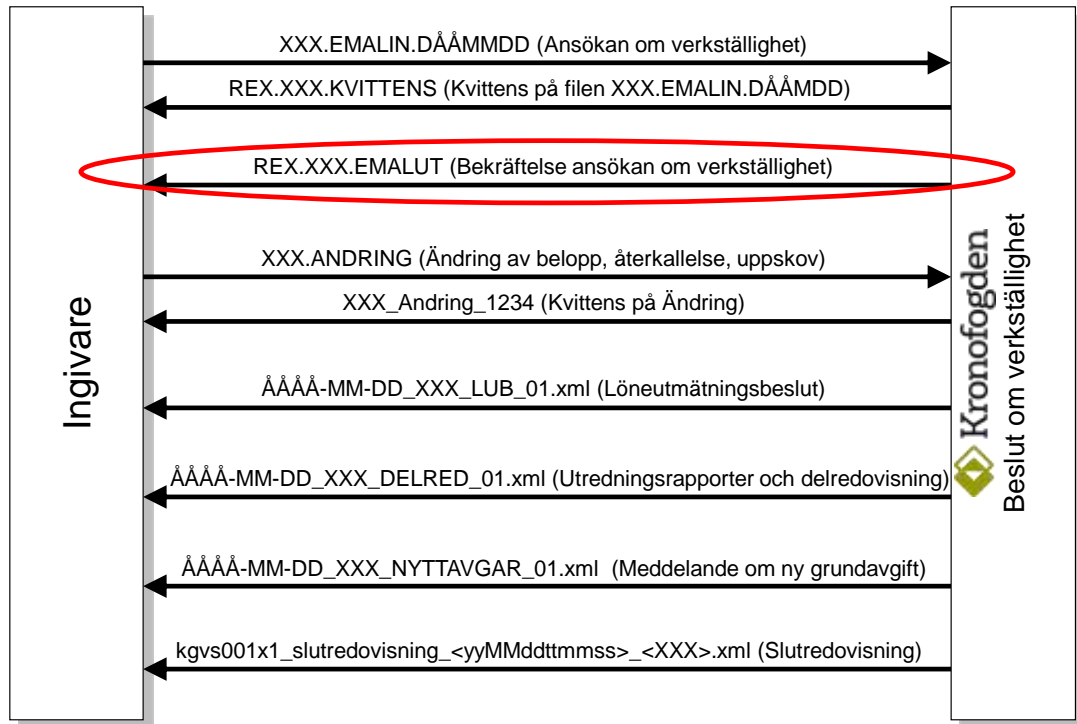 XXX.EMALIN.DÅÅMMDD (Ansökan om verkställighet)
REX.XXX.KVITTENS (Kvittens på filen XXX.EMALIN.DÅÅMDD)
REX.XXX.EMALUT (Bekräftelse ansökan om verkställighet)
XXX.ANDRING (Ändring av belopp, återkallelse, uppskov)
XXX_Andring_1234 (Kvittens på Ändring)
ÅÅÅÅ-MM-DD_XXX_LUB_01.xml (Löneutmätningsbeslut)
ÅÅÅÅ-MM-DD_XXX_DELRED_01.xml (Utredningsrapporter och delredovisning)
ÅÅÅÅ-MM-DD_XXX_NYTTAVGAR_01.xml (Meddelande om ny grundavgift)
kgvs001x1_slutredovisning_<yyMMddttmmss>_<XXX>.xml (Slutredovisning)
Ingivare
Kronofogden
Beslut om verkställighet